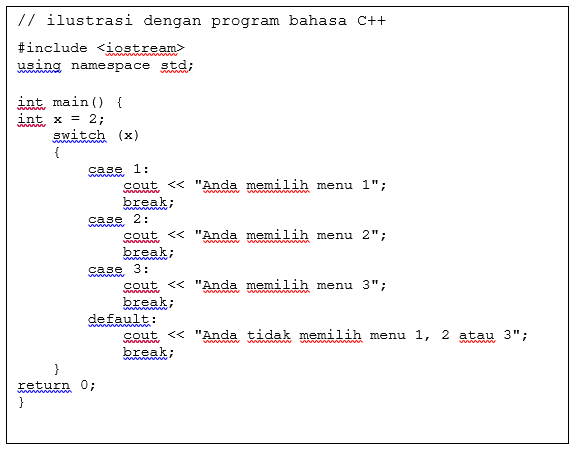 // ilustrasi dengan program bahasa C++
#include <iostream>
using namespace std;
int main() {
int x = 2;
switch (x)
{
case 1:
cout << "Anda memilih menu 1";
break;
case 2:
cout << "Anda memilih menu 2";
break;
case 3:
cout << "Anda memilih menu 3";
break;
default:
cout << "Anda tidak memilih menu 1, 2 atau 3";
break;
}
return 0;
}